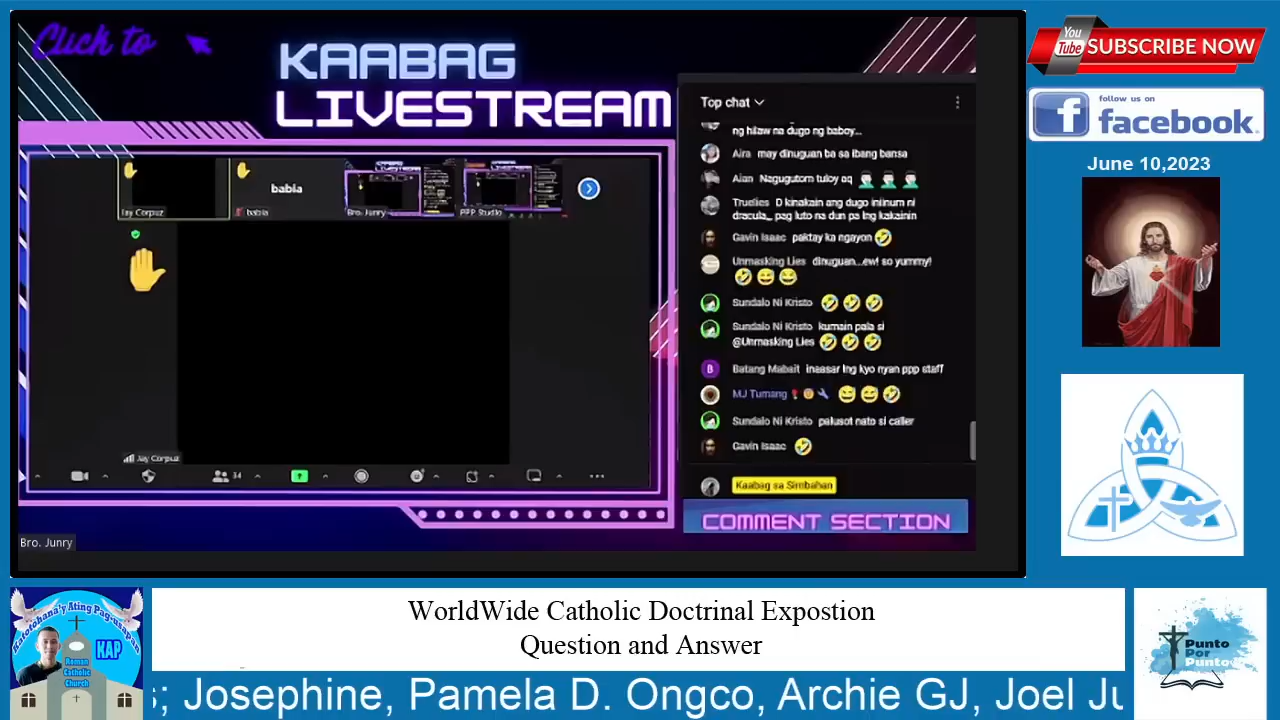 Click to
KAABAG
LIVESTREAM
Jay Corpuz
babia
babia
Bro. Junry
PPP Studio
Jay Corpuz
34
Bro. Junry
Top chat
ng hilaw na dugo ng baboy...
Aira may dinuguan ba sa ibang bansa
Aian Nagugutom tuloy aq
Truelies D kinakain ang dugo iniinum ni
dracula,, pag luto na dun pa lng kakainin
Gavin Isaac paktay ka ngayon
Unmasking Lies dinuguan...ew! so yummy!
Sundalo Ni Kristo
Sundalo Ni Kristo kumain pala si
@Unmasking Lies
B Batang Mabait inaasar lng kyo nyan ppp staff
MJ Tumang
Sundalo Ni Kristo palusot nato si caller
Gavin Isaac
Kaabag sa Simbahan
COMMENT SECTION
You
Tube SUBSCRIBE NOW
follow us on
f facebook.
June 10,2023
Katotohana'y Ating Pag-usapan
KAP
Roman
Catholic
Church
WorldWide Catholic Doctrinal Expostion
Question and Answer
s; Josephine, Pamela D. Ongco, Archie GJ, Joel Ju
Punto
Por
Punto